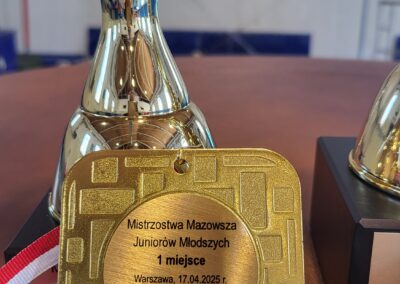 Mistrzostwa Mazowsza
Juniorów Młodszych
1 miejsce
Warszawa, 17.04.2025 r.